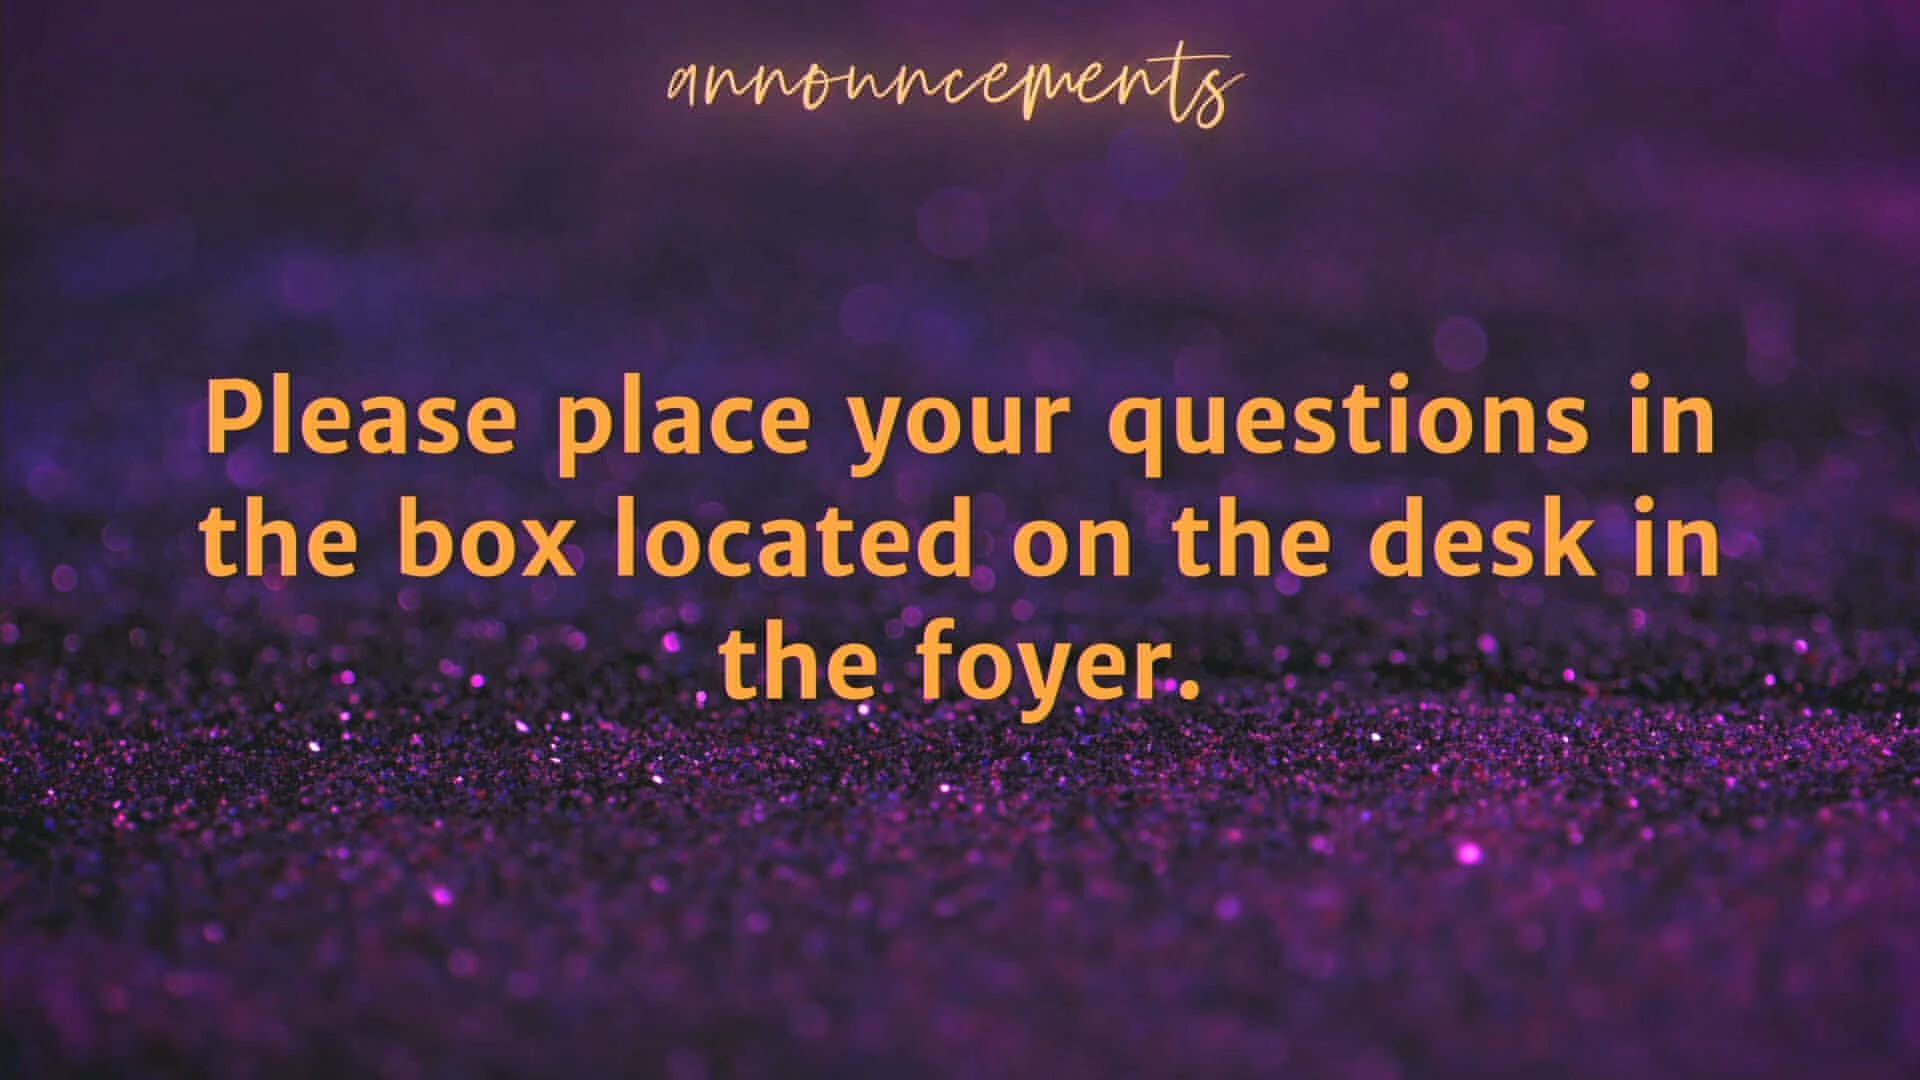 announcements
Please place your questions in
the box located on the desk in
the foyer.